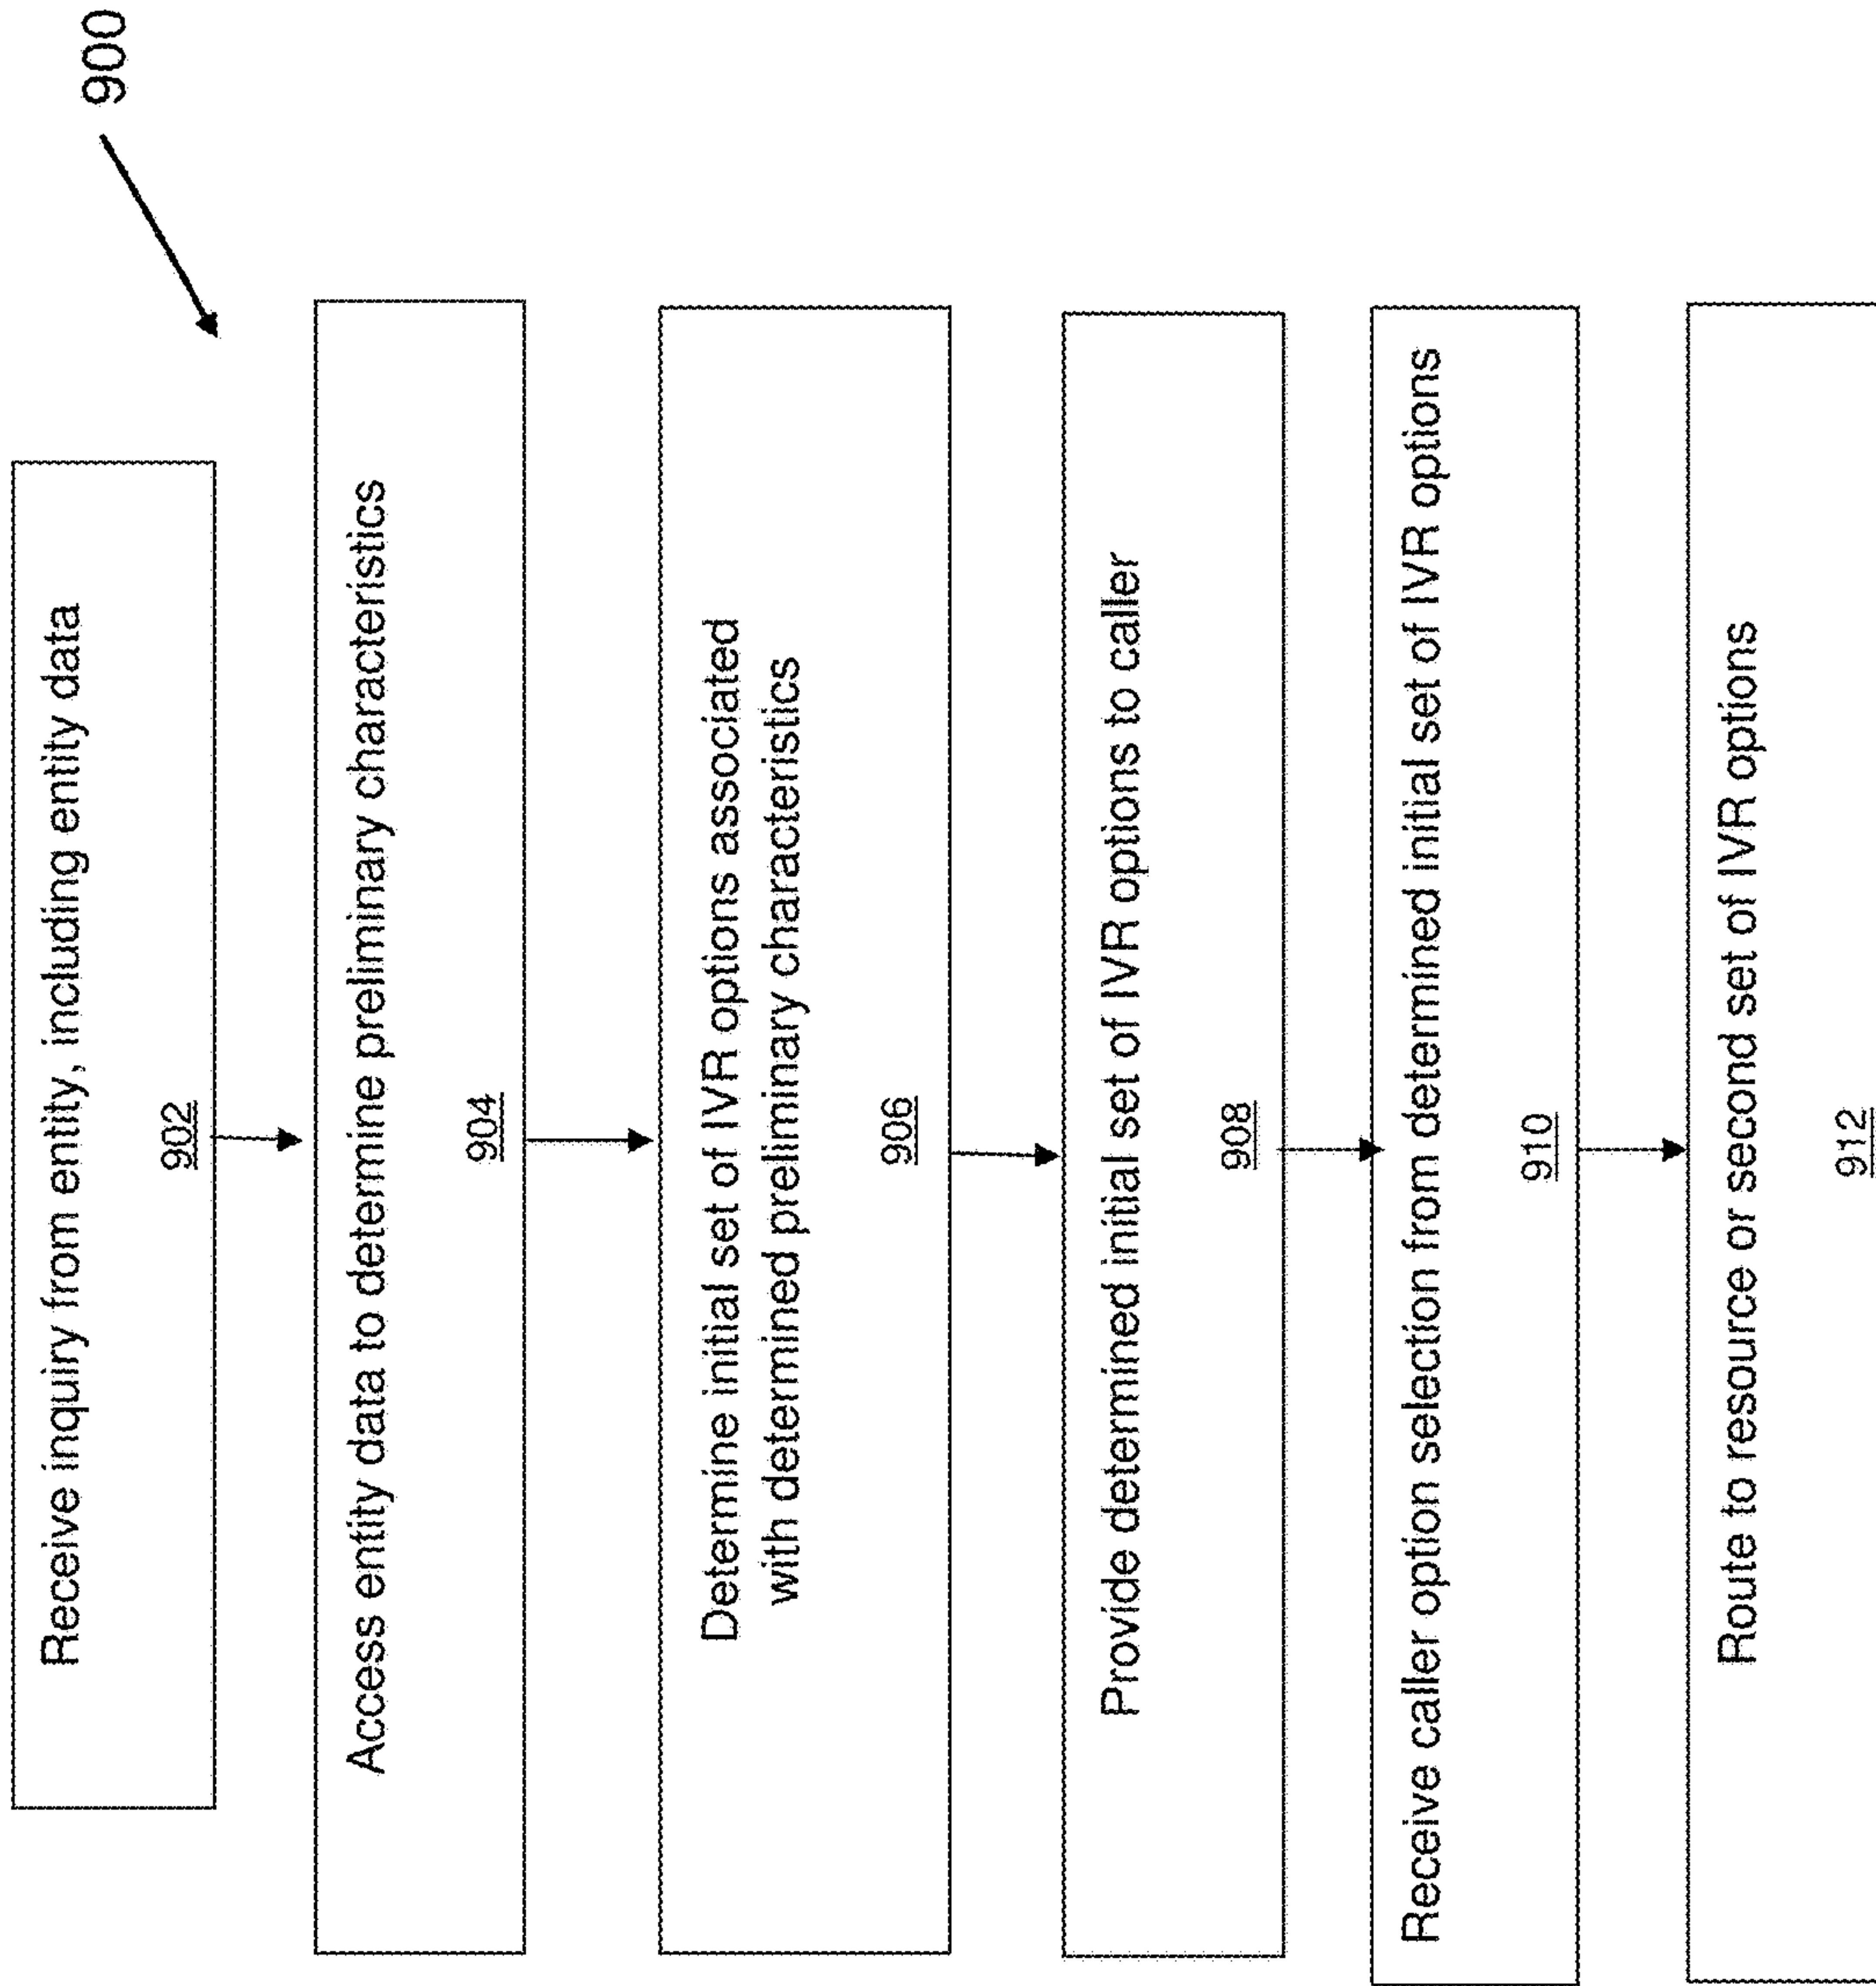 900
Receive inquiry from entity, including entity data
902
Access entity data to determine preliminary characteristics
904
Determine initial set of IVR options associated
with determined preliminary characteristics
906
Provide determined initial set of IVR options to caller
908
Receive caller option selection from determined initial set of IVR options
910
Route to resource or second set of IVR options
912